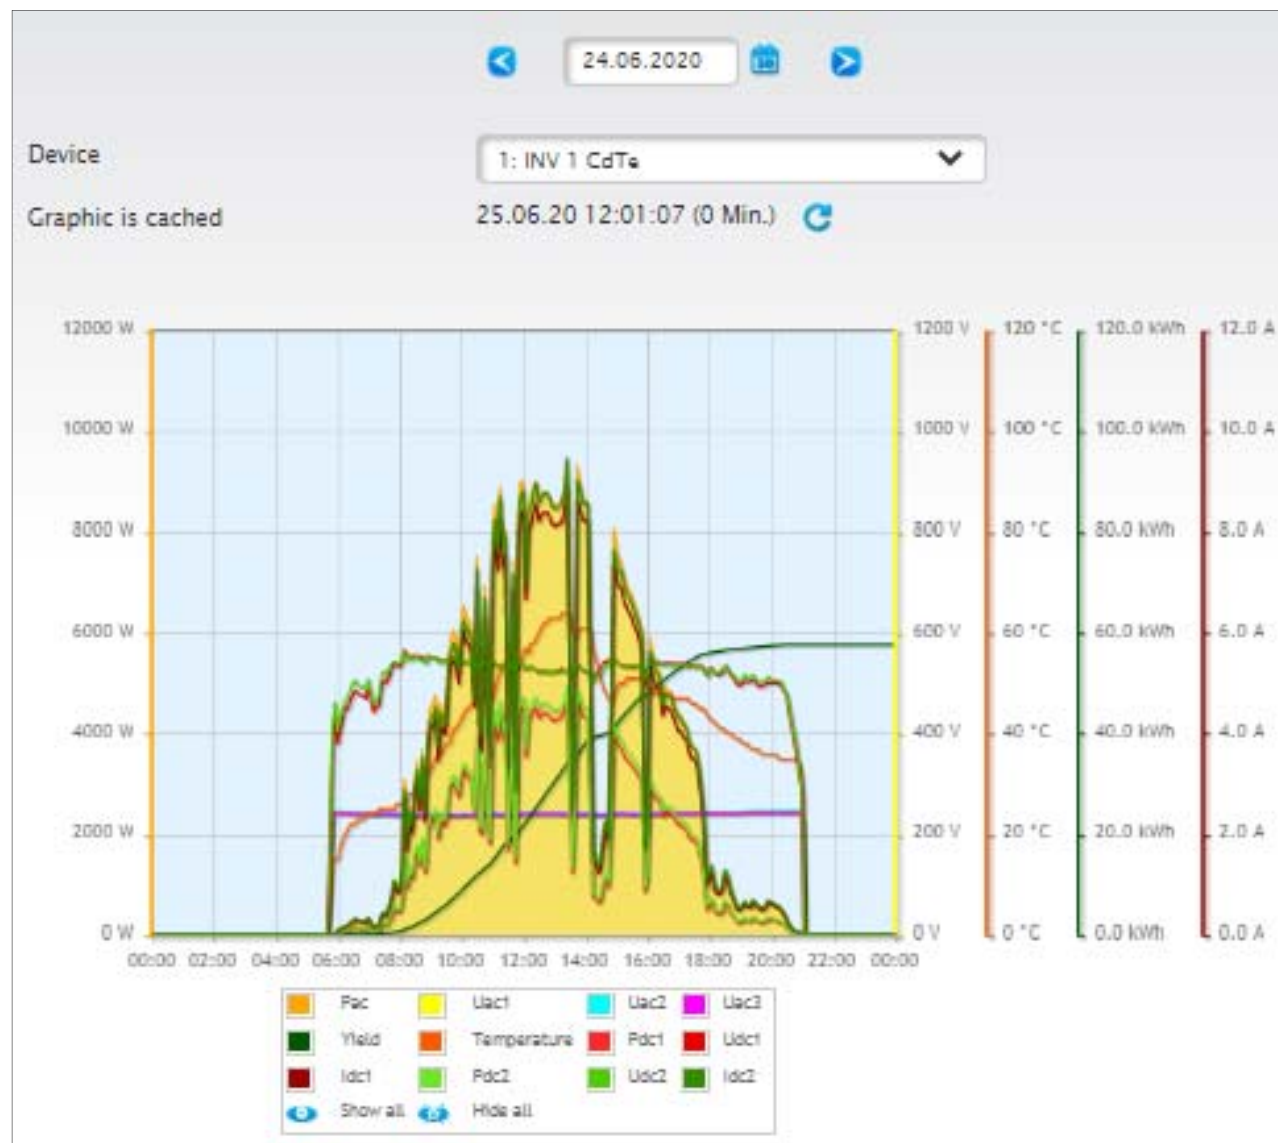 24.06.2020
Device 1: INV 1 CdTe
Graphic is cached 25.06.20 12:01:07 (0 Min.)
12000 W 1200 V 120 °C 120.0 kWh 12.0 A
10000 W 1000 V 100 °C 100.0 kWh 10.0 A
8000 W 800 V 80 °C 80.0 kWh 8.0 A
6000 W 600 V 60 °C 60.0 kWh 6.0 A
4000 W 400 V 40 °C 40.0 kWh 4.0 A
2000 W 200 V 20 °C 20.0 kWh 2.0 A
0 W 0 V 0 °C 0.0 kWh 0.0 A
00:00 02:00 04:00 06:00 08:00 10:00 12:00 14:00 16:00 18:00 20:00 22:00 00:00
Pac Uac1 Uac2 Uac3
Yield Temperature Pdc1 Udc1
Idc1 Pdc2 Udc2 Idc2
Show all Hide all